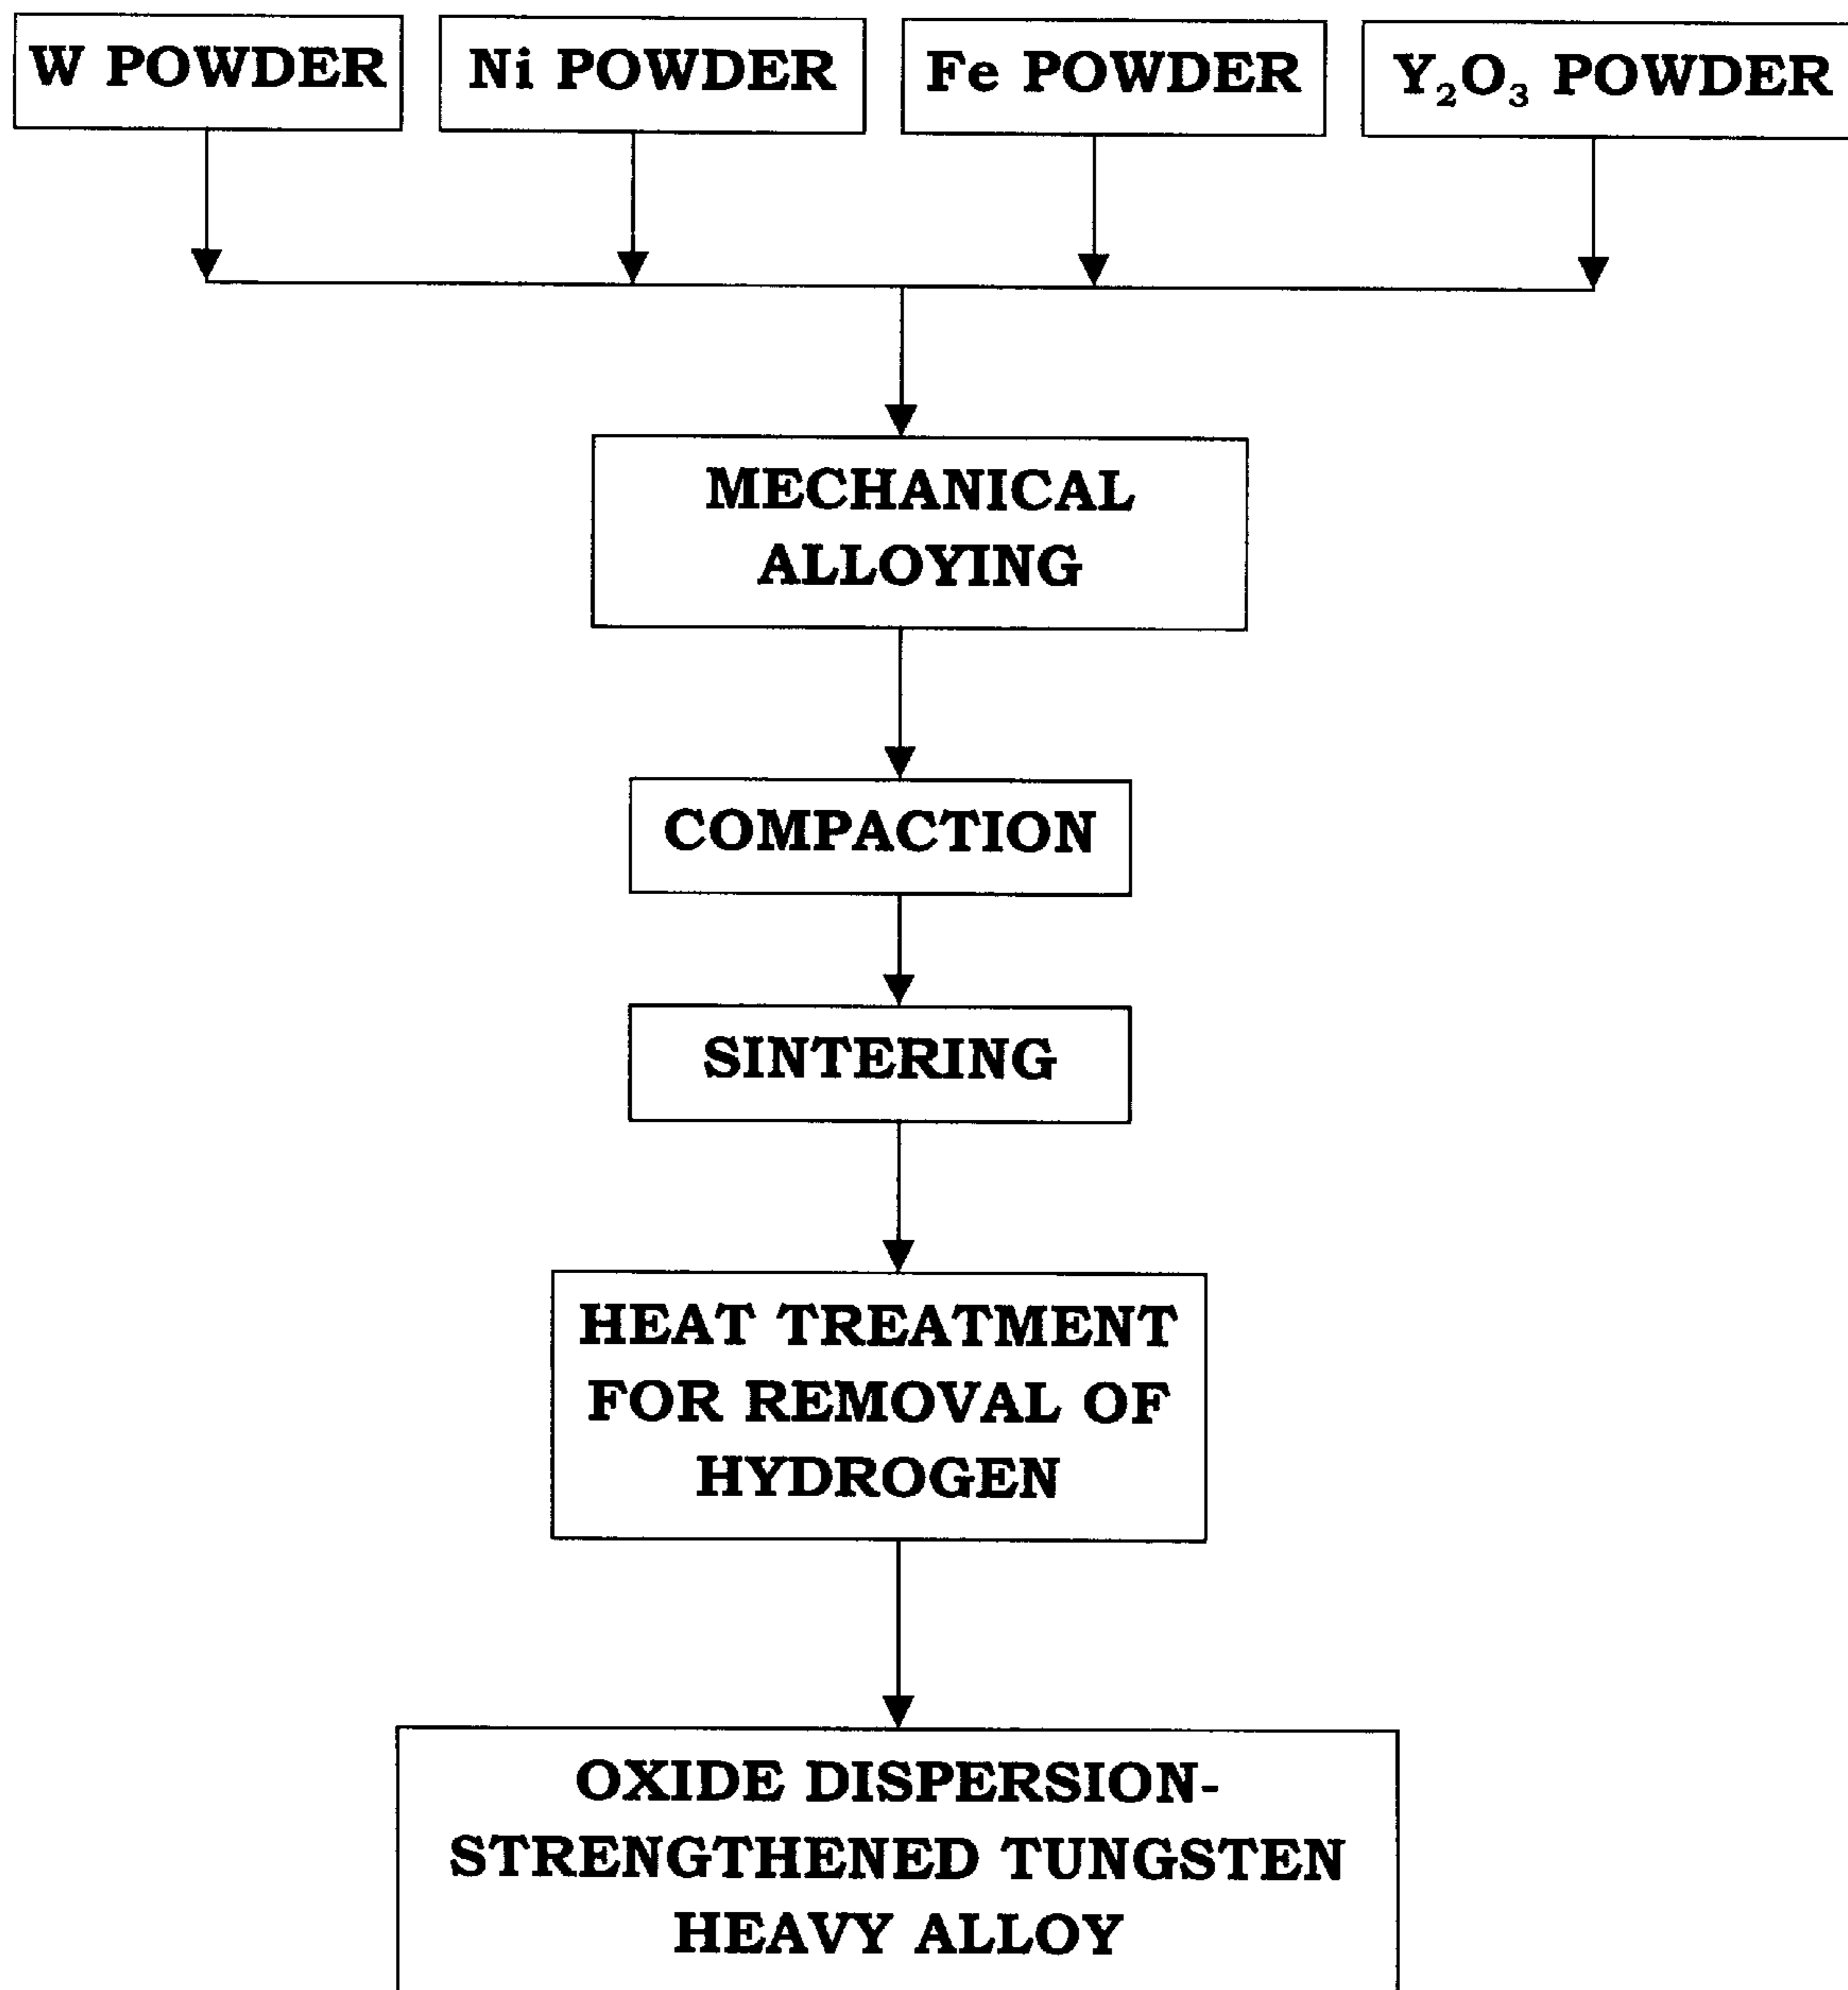 W POWDER
Ni POWDER
Fe POWDER
Y₂O₃ POWDER
MECHANICAL
ALLOYING
COMPACTION
SINTERING
HEAT TREATMENT
FOR REMOVAL OF
HYDROGEN
OXIDE DISPERSION-
STRENGTHENED TUNGSTEN
HEAVY ALLOY